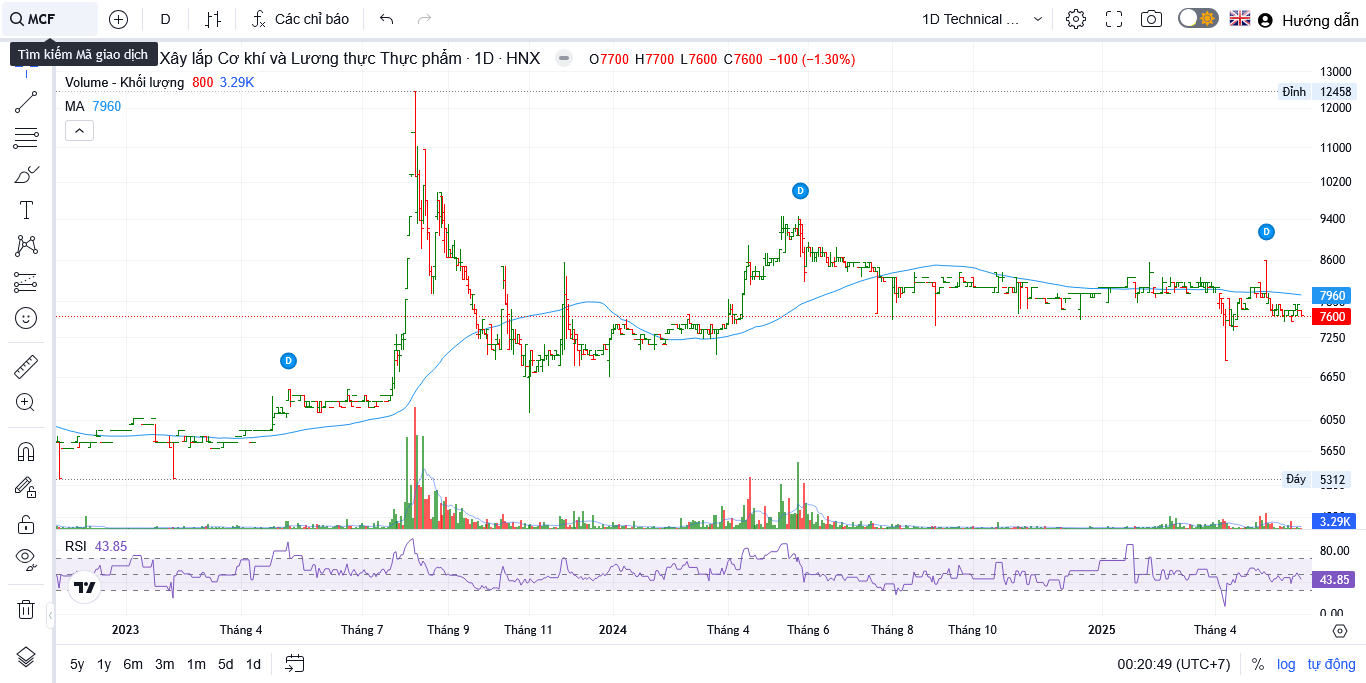 MCF
D
Các chỉ báo
1D Technical ...
Hướng dẫn
Tìm kiếm Mã giao dịch
Xây lắp Cơ khí và Lương thực Thực phẩm · 1D · HNX
O7700 H7700 L7600 C7600 −100 (−1.30%)
Volume - Khối lượng 800 3.29K
MA 7960
13000
Đỉnh 12458
12000
11000
10200
9400
8600
7960
7600
7250
6650
6050
5650
Đáy 5312
3.29K
D
D
D
RSI 43.85
80.00
43.85
0.00
2023
Tháng 4
Tháng 7
Tháng 9
Tháng 11
2024
Tháng 4
Tháng 6
Tháng 8
Tháng 10
2025
Tháng 4
5y 1y 6m 3m 1m 5d 1d
00:20:49 (UTC+7)
% log tự động